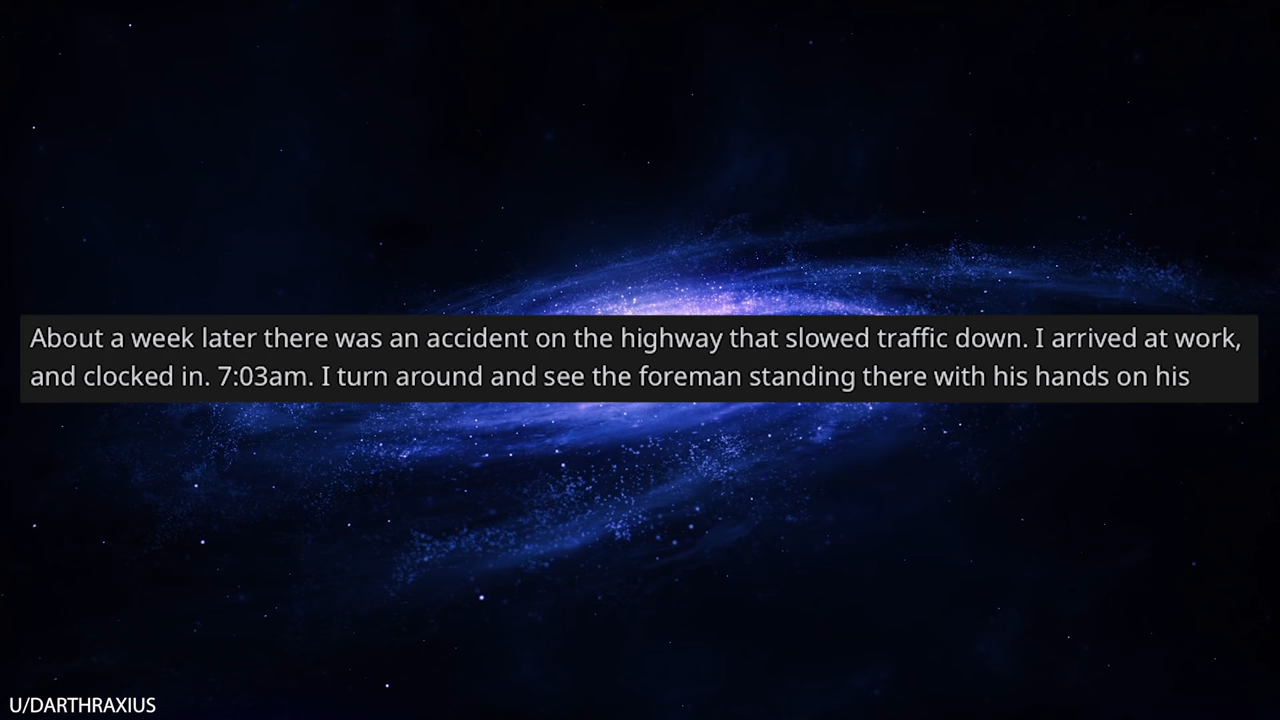 About a week later there was an accident on the highway that slowed traffic down. I arrived at work,
and clocked in. 7:03am. I turn around and see the foreman standing there with his hands on his
U/DARTHRAXIUS